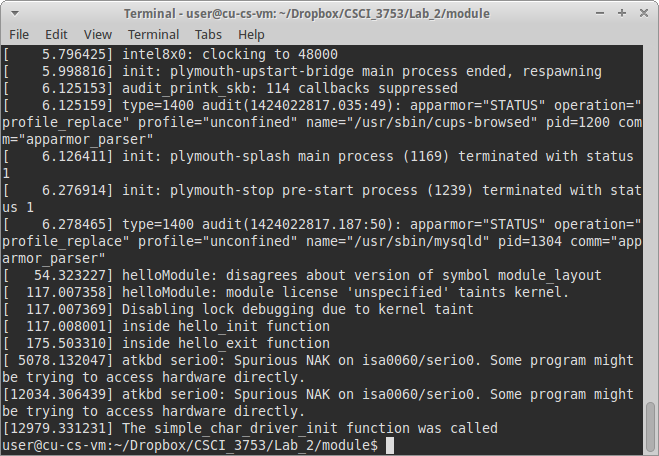 Terminal - user@cu-cs-vm: ~/Dropbox/CSCI_3753/Lab_2/module
File Edit View Terminal Tabs Help
[    5.796425] intel8x0: clocking to 48000
[    5.998816] init: plymouth-upstart-bridge main process ended, respawning
[    6.125153] audit_printk_skb: 114 callbacks suppressed
[    6.125159] type=1400 audit(1424022817.035:49): apparmor="STATUS" operation="
profile_replace" profile="unconfined" name="/usr/sbin/cups-browsed" pid=1200 com
m="apparmor_parser"
[    6.126411] init: plymouth-splash main process (1169) terminated with status
1
[    6.276914] init: plymouth-stop pre-start process (1239) terminated with stat
us 1
[    6.278465] type=1400 audit(1424022817.187:50): apparmor="STATUS" operation="
profile_replace" profile="unconfined" name="/usr/sbin/mysqld" pid=1304 comm="app
armor_parser"
[   54.323227] helloModule: disagrees about version of symbol module_layout
[  117.007358] helloModule: module license 'unspecified' taints kernel.
[  117.007369] Disabling lock debugging due to kernel taint
[  117.008001] inside hello_init function
[  175.503310] inside hello_exit function
[ 5078.132047] atkbd serio0: Spurious NAK on isa0060/serio0. Some program might
be trying to access hardware directly.
[12034.306439] atkbd serio0: Spurious NAK on isa0060/serio0. Some program might
be trying to access hardware directly.
[12979.331231] The simple_char_driver_init function was called
user@cu-cs-vm:~/Dropbox/CSCI_3753/Lab_2/module$